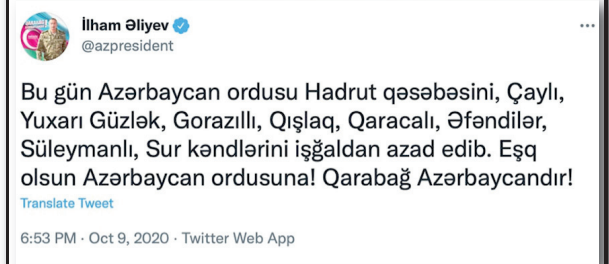 İlham Əliyev
@azpresident
Bu gün Azərbaycan ordusu Hadrut qəsəbəsini, Çaylı,
Yuxarı Güzlək, Gorazıllı, Qışlaq, Qaracalı, Əfəndilər,
Süleymanlı, Sur kəndlərini işğaldan azad edib. Eşq
olsun Azərbaycan ordusuna! Qarabağ Azərbaycandır!
Translate Tweet
6:53 PM · Oct 9, 2020 · Twitter Web App